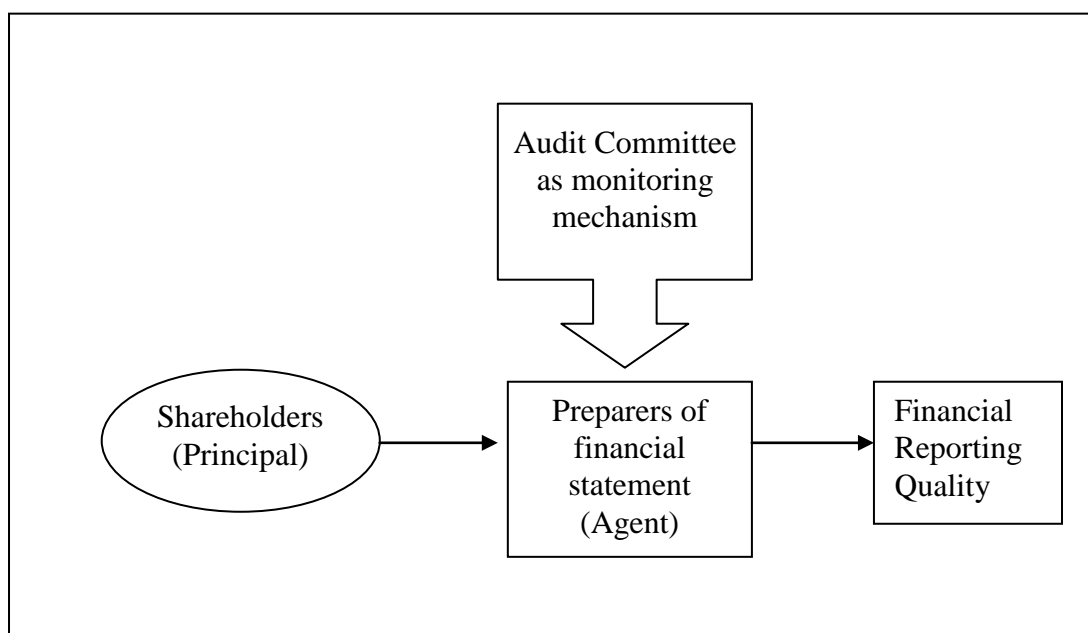 Audit Committee
as monitoring
mechanism
Shareholders
(Principal)
Preparers of
financial
statement
(Agent)
Financial
Reporting
Quality